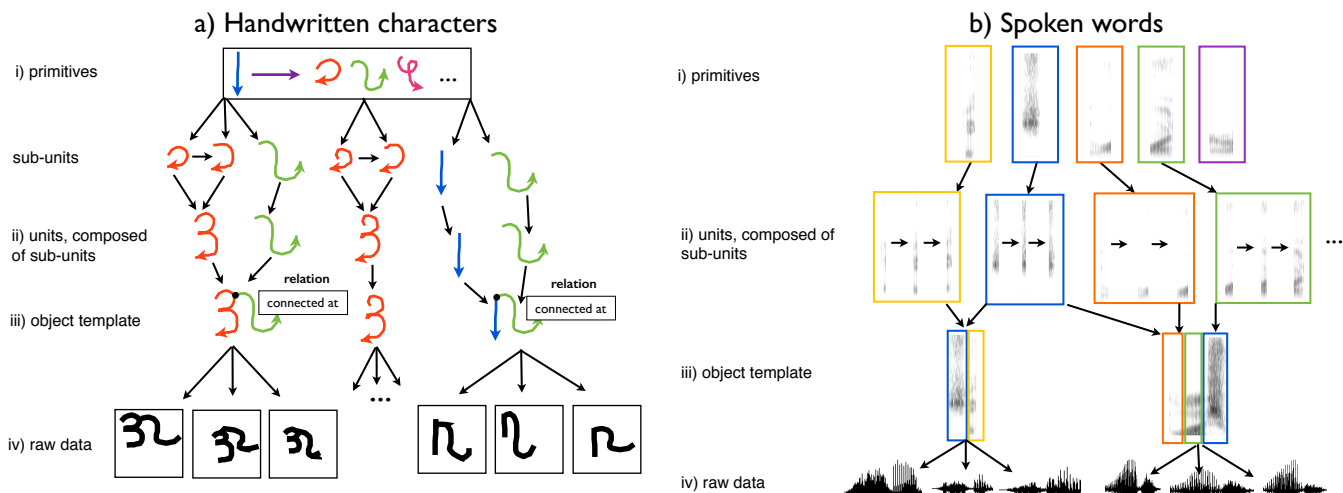 a) Handwritten characters
i) primitives
...
sub-units
ii) units, composed
of sub-units
relation
connected at
relation
connected at
iii) object template
...
iv) raw data
b) Spoken words
i) primitives
ii) units, composed of
sub-units
...
iii) object template
iv) raw data